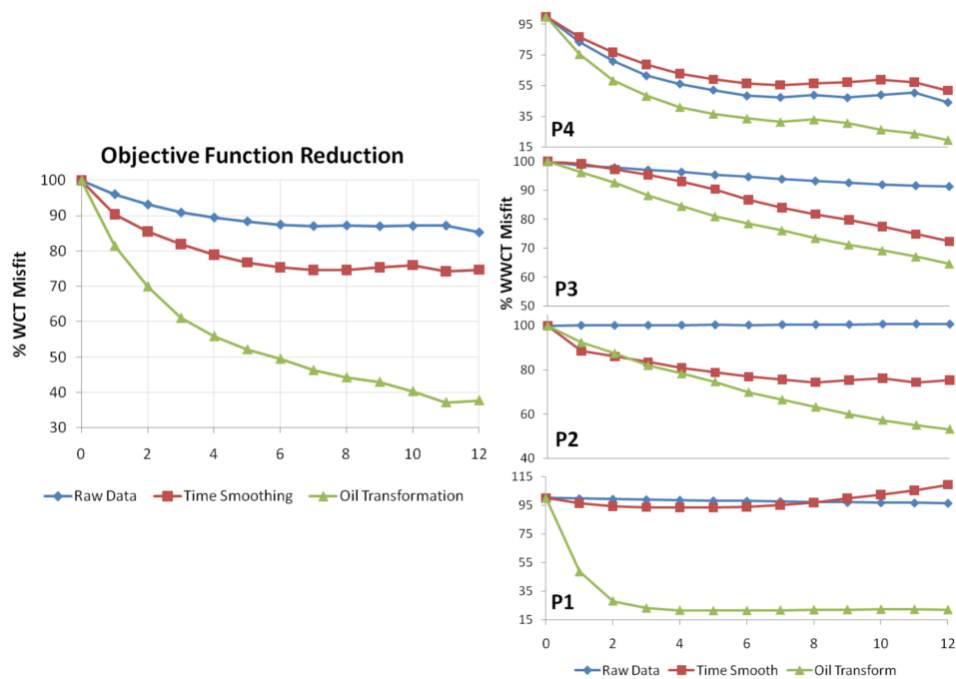 Objective Function Reduction
% WCT Misfit
100
90
80
70
60
50
40
30
0 2 4 6 8 10 12
Raw Data Time Smoothing Oil Transformation
% WWCT Misfit
95
75
55
35
15
P4
100
90
80
70
60
50
P3
100
80
60
40
P2
115
95
75
55
35
15
P1
0 2 4 6 8 10 12
Raw Data Time Smooth Oil Transform